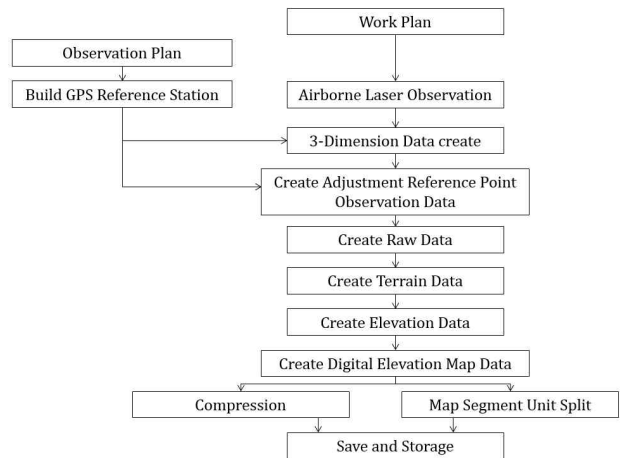 Work Plan
Observation Plan
Build GPS Reference Station
Airborne Laser Observation
3-Dimension Data create
Create Adjustment Reference Point
Observation Data
Create Raw Data
Create Terrain Data
Create Elevation Data
Create Digital Elevation Map Data
Compression
Map Segment Unit Split
Save and Storage